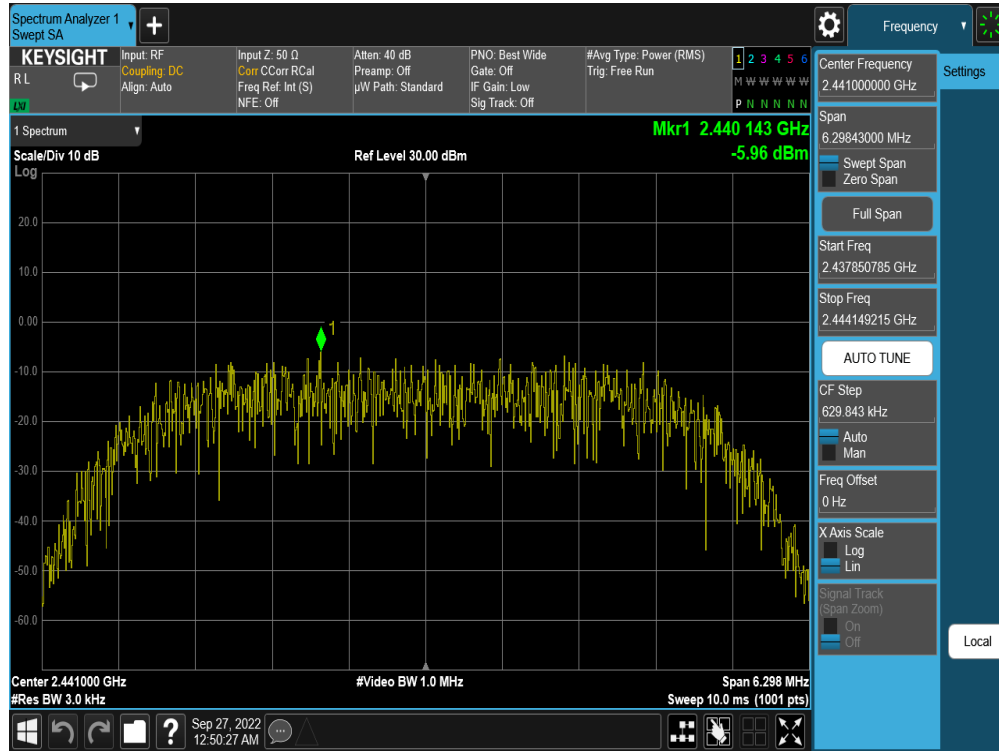 Spectrum Analyzer 1
Swept SA
+
Frequency
KEYSIGHT
R L
LXI
Input: RF
Coupling: DC
Align: Auto
Input Z: 50 Ω
Corr CCorr RCal
Freq Ref: Int (S)
NFE: Off
Atten: 40 dB
Preamp: Off
µW Path: Standard
PNO: Best Wide
Gate: Off
IF Gain: Low
Sig Track: Off
#Avg Type: Power (RMS)
Trig: Free Run
1 2 3 4 5 6
M W W W W W
P N N N N N
1 Spectrum
Scale/Div 10 dB
Log
Ref Level 30.00 dBm
Mkr1 2.440 143 GHz
-5.96 dBm
20.0
10.0
0.00
-10.0
-20.0
-30.0
-40.0
-50.0
-60.0
1
Center 2.441000 GHz
#Res BW 3.0 kHz
#Video BW 1.0 MHz
Span 6.298 MHz
Sweep 10.0 ms (1001 pts)
Center Frequency
2.441000000 GHz
Span
6.29843000 MHz
Swept Span
Zero Span
Full Span
Start Freq
2.437850785 GHz
Stop Freq
2.444149215 GHz
AUTO TUNE
CF Step
629.843 kHz
Auto
Man
Freq Offset
0 Hz
X Axis Scale
Log
Lin
Signal Track
(Span Zoom)
On
Off
Settings
Local
?
Sep 27, 2022
12:50:27 AM